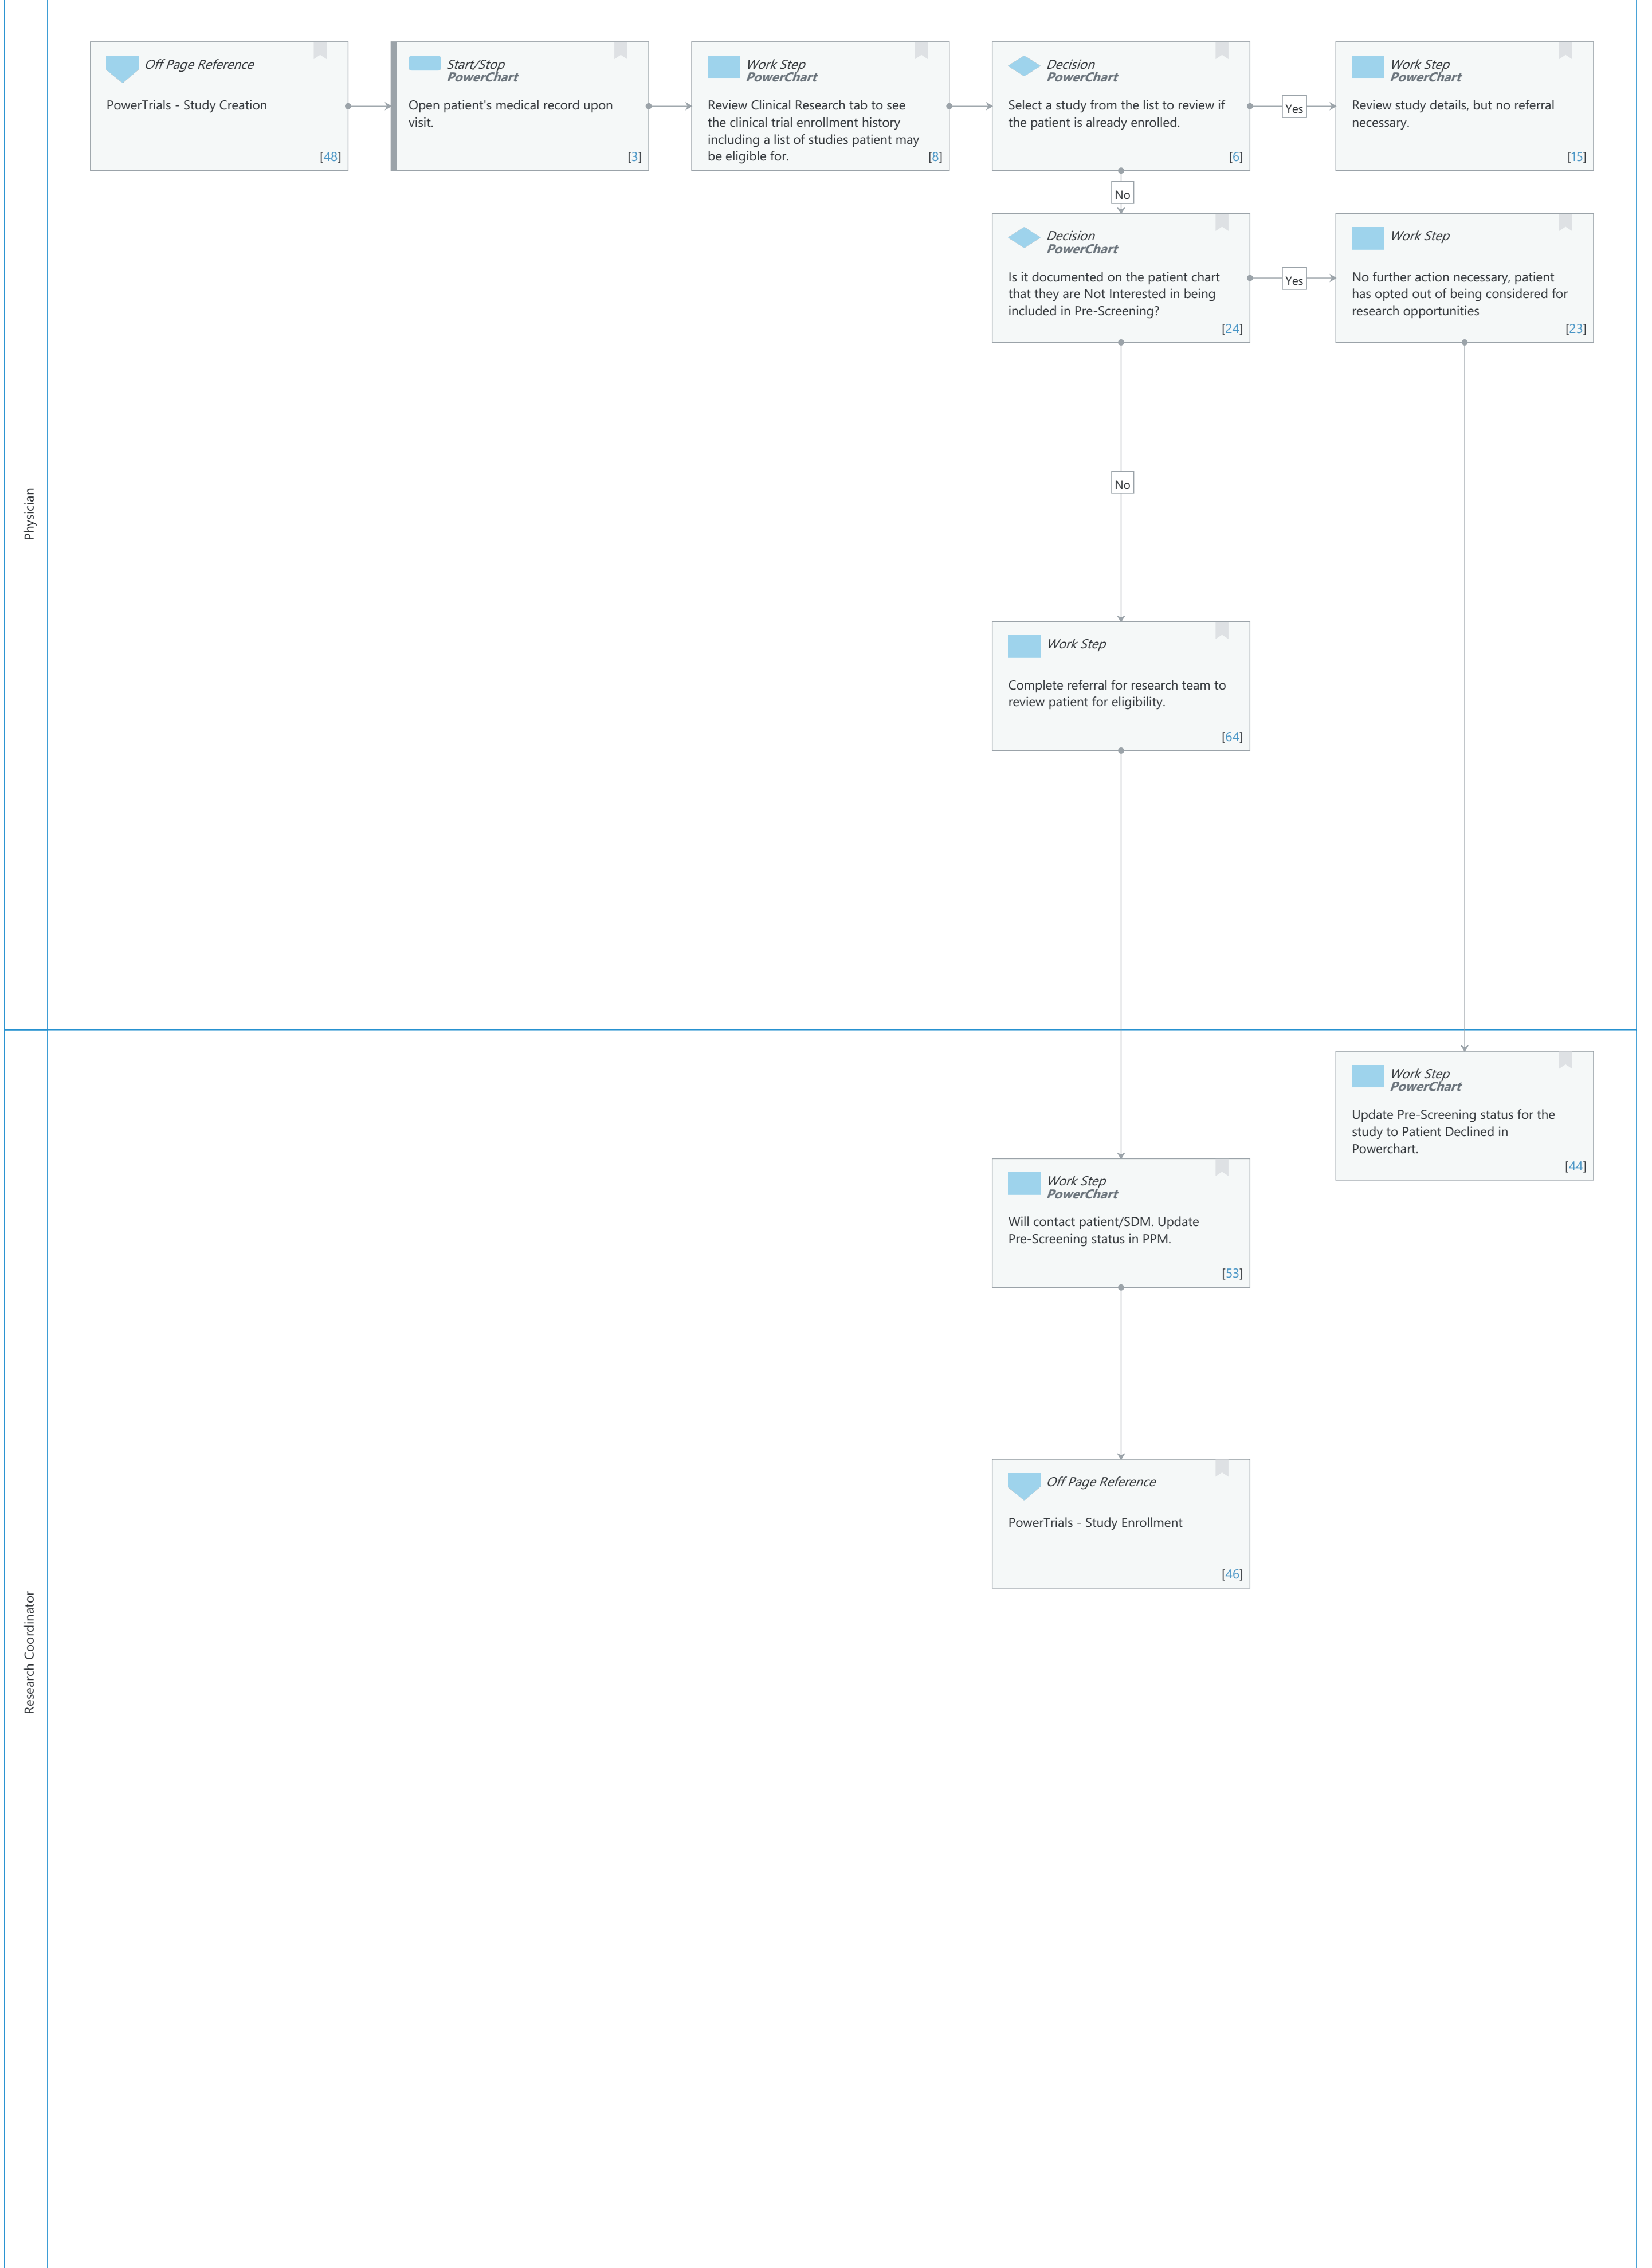 Physician
Off Page Reference
PowerTrials - Study Creation
[48]
Start/Stop
PowerChart
Open patient's medical record upon
visit.
[3]
Work Step
PowerChart
Review Clinical Research tab to see
the clinical trial enrollment history
including a list of studies patient may
be eligible for.
[8]
Decision
PowerChart
Select a study from the list to review if
the patient is already enrolled.
[6]
Yes
Work Step
PowerChart
Review study details, but no referral
necessary.
[15]
No
Decision
PowerChart
Is it documented on the patient chart
that they are Not Interested in being
included in Pre-Screening?
[24]
Yes
Work Step
No further action necessary, patient
has opted out of being considered for
research opportunities
[23]
No
Work Step
Complete referral for research team to
review patient for eligibility.
[64]
Research Coordinator
Work Step
PowerChart
Update Pre-Screening status for the
study to Patient Declined in
Powerchart.
[44]
Work Step
PowerChart
Will contact patient/SDM. Update
Pre-Screening status in PPM.
[53]
Off Page Reference
PowerTrials - Study Enrollment
[46]